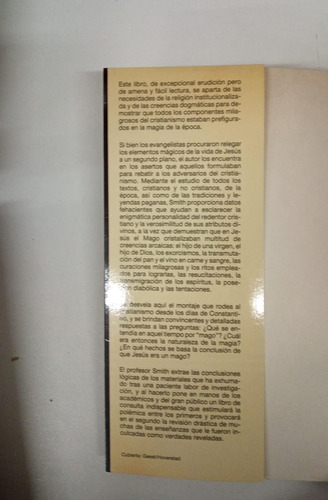 Este libro, de excepcional erudición pero
de amena y fácil lectura, se aparta de las
necesidades de la religión institucionaliza-
da y de las creencias dogmáticas para de-
mostrar que todos los componentes mila-
grosos del cristianismo estaban prefigura-
dos en la magia de la época.
Si bien los evangelistas procuraron relegar
los elementos mágicos de la vida de Jesús
a un segundo plano, el autor los encuentra
en los asertos que aquellos formulaban
para rebatir a los adversarios del cristia-
nismo. Mediante el estudio de todos los
textos, cristianos y no cristianos, de la
época, así como de las tradiciones y le-
yendas paganas, Smith proporciona datos
fehacientes que ayudan a esclarecer la
enigmática personalidad del redentor cris-
tiano y la verosimilitud de sus atributos di-
vinos, a la vez que demuestran que en Je-
sús el Mago cristalizaban multitud de
creencias arcaicas: el hijo de una virgen, el
hijo de Dios, los exorcismos, la transmuta-
ción del pan y el vino en carne y sangre, las
curaciones milagrosas y los ritos emplea-
dos para lograrlas, las resucitaciones, la
transmigración de los espíritus, la pose-
sión diabólica y las tentaciones.
Se desvela aquí el montaje que rodea al
cristianismo desde los días de Constanti-
no, y se brindan convincentes y detalladas
respuestas a las preguntas: ¿Qué se en-
tendía en aquel tiempo por "mago"? ¿Cuál
era entonces la naturaleza de la magia?
¿En qué hechos se basa la conclusión de
que Jesús era un mago?
El profesor Smith extrae las conclusiones
lógicas de los materiales que ha exhuma-
do tras una paciente labor de investiga-
ción, y al hacerlo pone en manos de los
académicos y del gran público un libro de
consulta indispensable que estimulará la
polémica entre los primeros y provocará
en el segundo la revisión drástica de mu-
chas de las enseñanzas que le fueron in-
culcadas como verdades reveladas.
Cubierta: Geest/Hoverstad